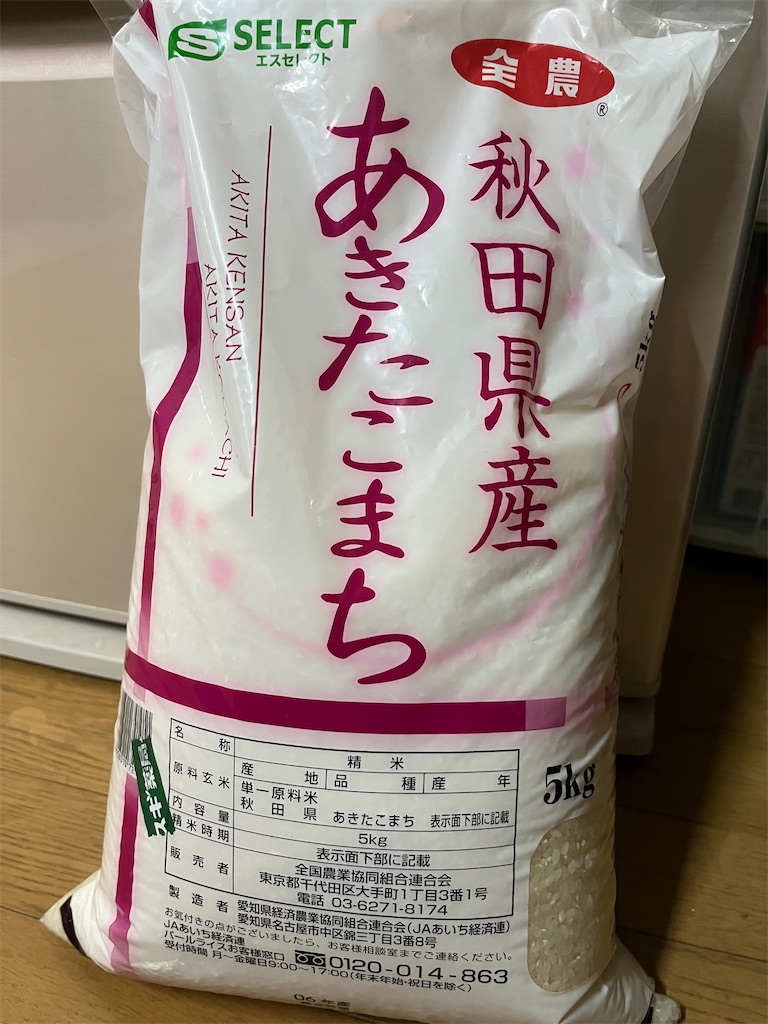 S SELECT
エスセレクト
全農
®
秋田県産
あきたこまち
AKITA KENSAN
5kg
スギ薬局
名称 精米
原料玄米 産地 品種 産年
単一原料米
秋田県 あきたこまち 表示面下部に記載
内容量 5kg
精米時期 表示面下部に記載
販売者 全国農業協同組合連合会
東京都千代田区大手町1丁目3番1号
電話 03-6271-8174
製造者 愛知県経済農業協同組合連合会(JAあいち経済連)
愛知県名古屋市中区錦三丁目3番8号
お気付きの点がございましたら、お客様相談室までご連絡ください。
JAあいち経済連
パールライスお客様窓口 0120-014-863
受付時間 月~金曜日9:00~17:00(年末年始・祝日を除く)
06年産